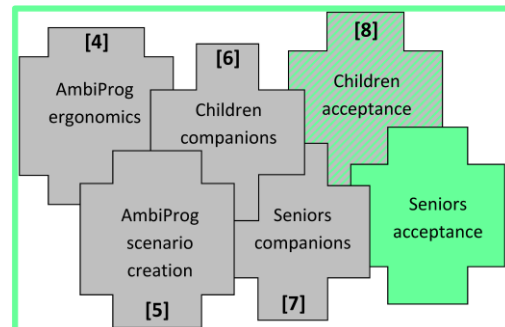 [4]
AmbiProg
ergonomics
[6]
Children
companions
[8]
Children
acceptance
AmbiProg
scenario
creation
[5]
Seniors
companions
[7]
Seniors
acceptance